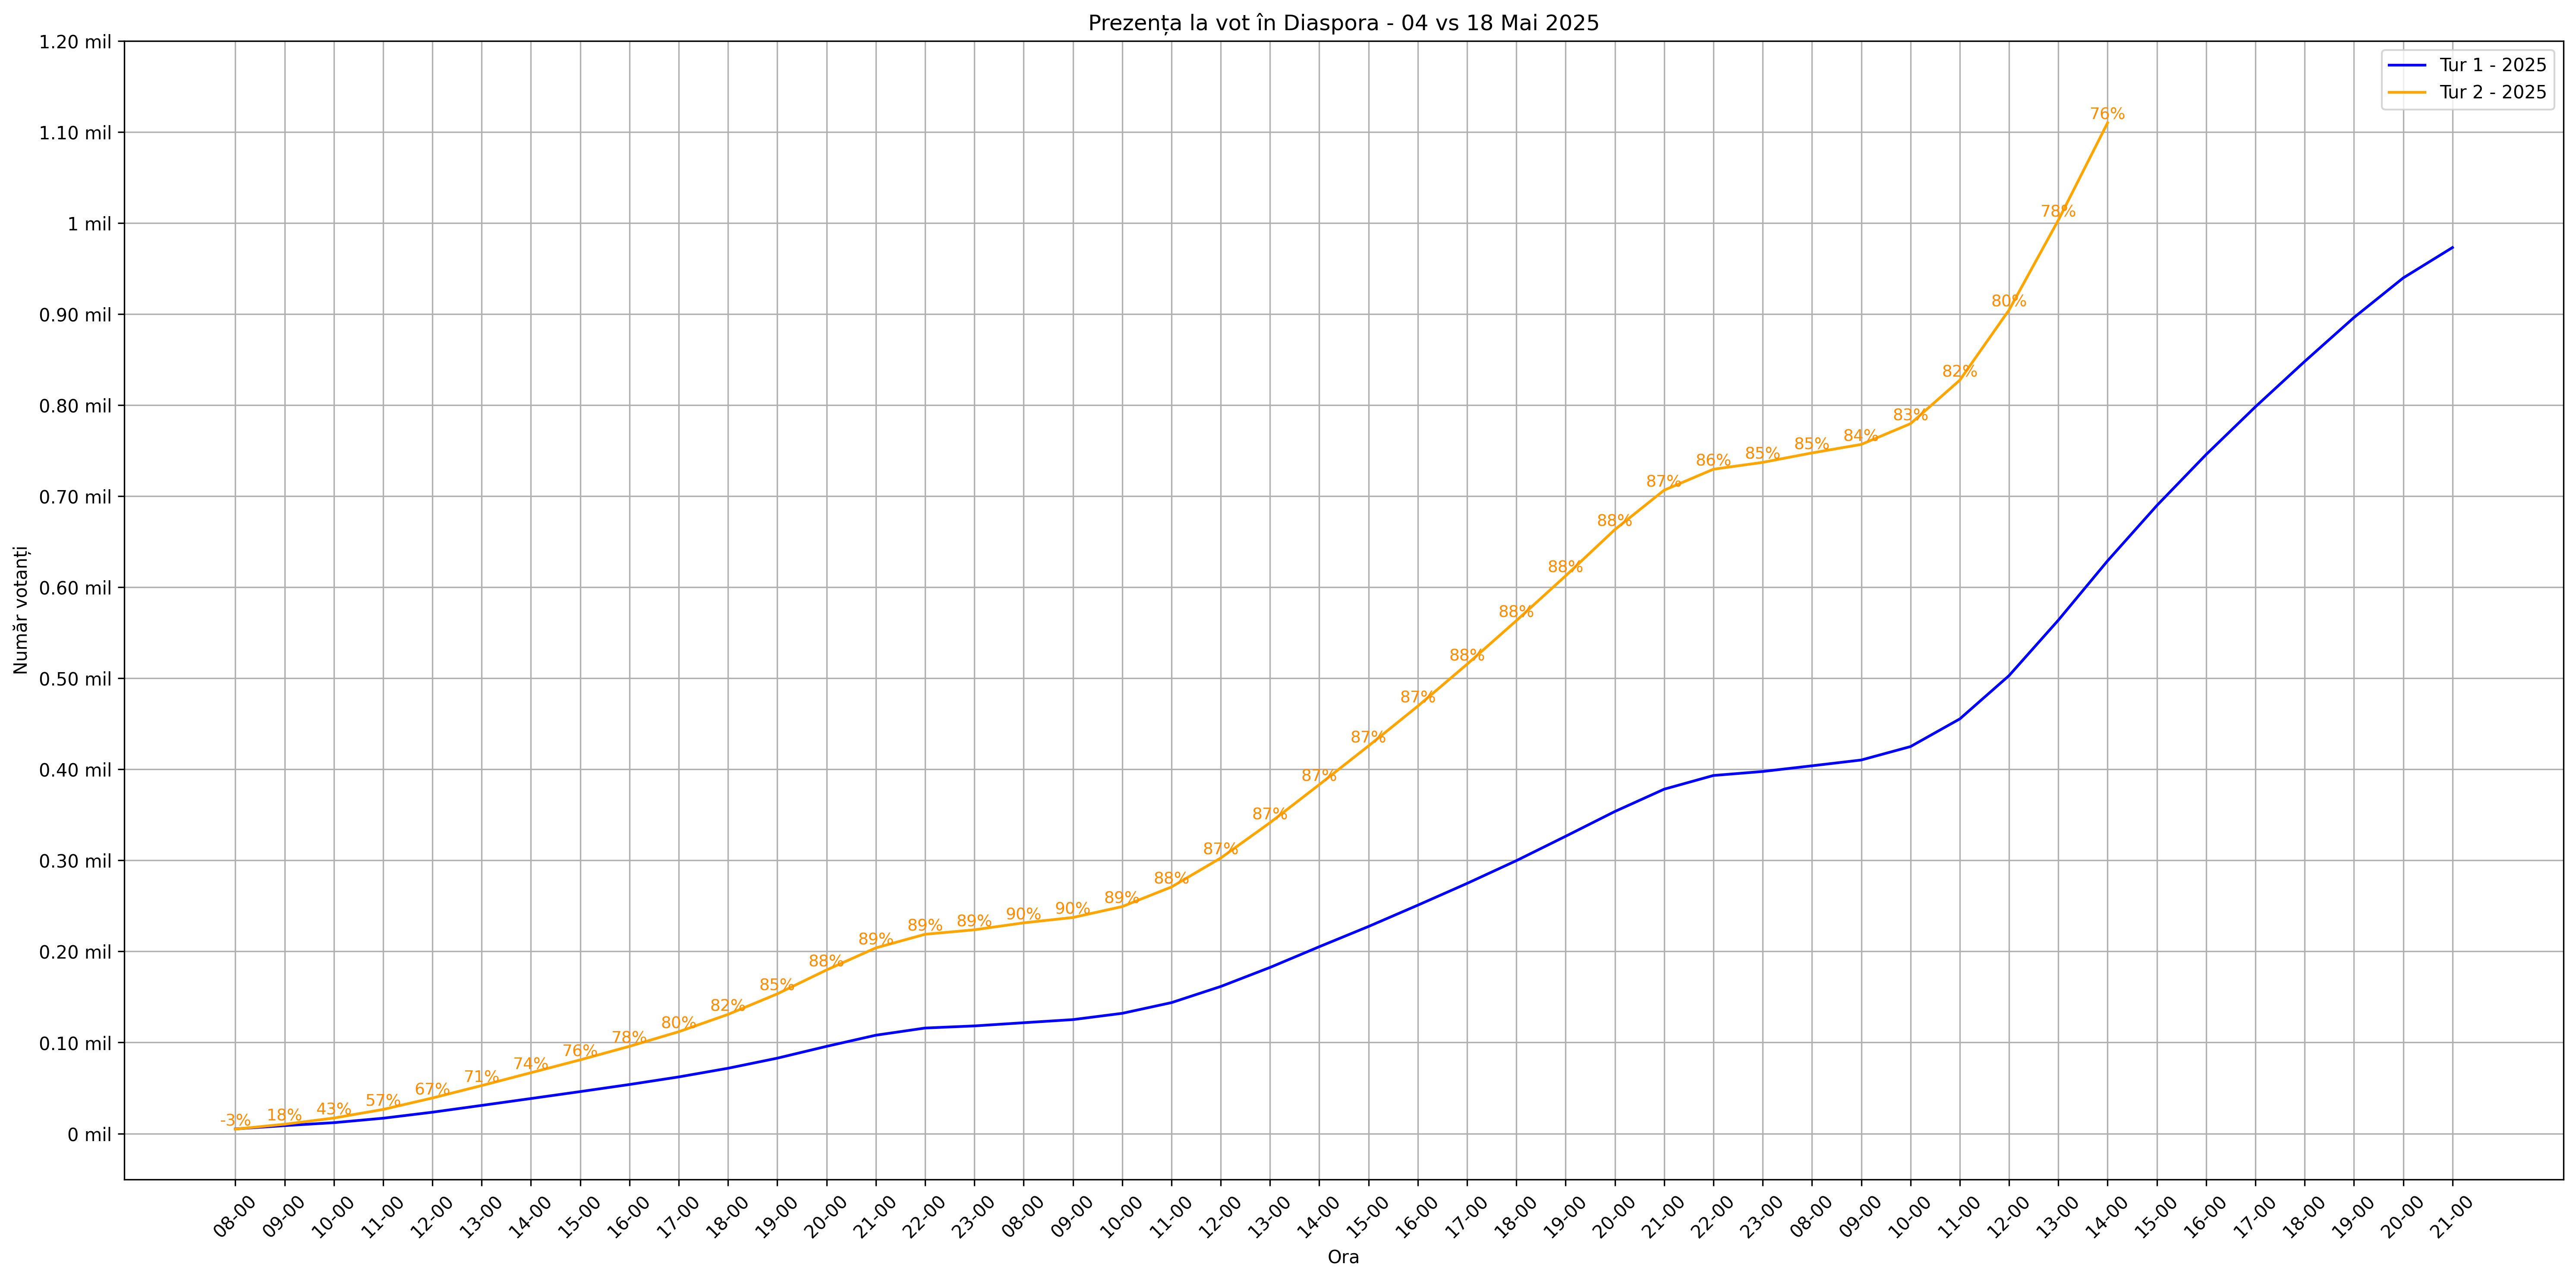 Prezența la vot în Diaspora - 04 vs 18 Mai 2025
Tur 1 - 2025
Tur 2 - 2025
Număr votanți
1.20 mil
1.10 mil
1 mil
0.90 mil
0.80 mil
0.70 mil
0.60 mil
0.50 mil
0.40 mil
0.30 mil
0.20 mil
0.10 mil
0 mil
-3% 18% 43% 57% 67% 71% 74% 76% 78% 80% 82% 85% 88% 89% 89% 89% 90% 90% 89% 88% 87% 87% 87% 87% 87% 88% 88% 88% 88% 87% 86% 85% 85% 84% 83% 82% 80% 78% 76%
08-00 09-00 10-00 11-00 12-00 13-00 14-00 15-00 16-00 17-00 18-00 19-00 20-00 21-00 22-00 23-00 08-00 09-00 10-00 11-00 12-00 13-00 14-00 15-00 16-00 17-00 18-00 19-00 20-00 21-00 22-00 23-00 08-00 09-00 10-00 11-00 12-00 13-00 14-00 15-00 16-00 17-00 18-00 19-00 20-00 21-00
Ora